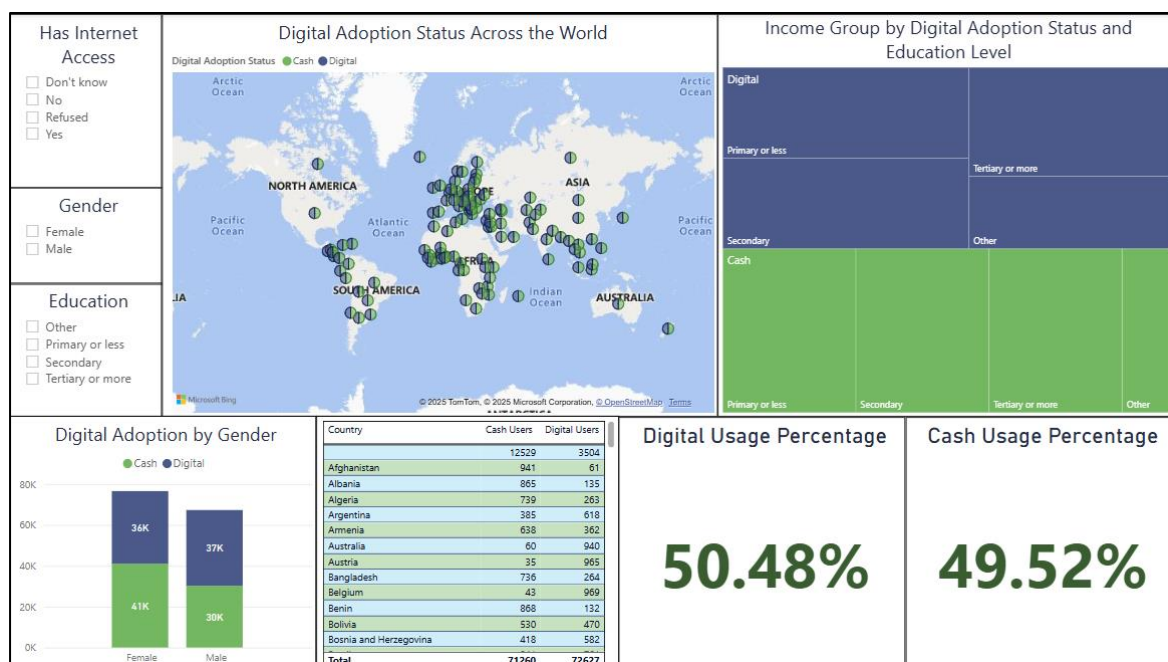 Has Internet
Access
Don't know
No
Refused
Yes
Gender
Female
Male
Education
Other
Primary or less
Secondary
Tertiary or more
Digital Adoption Status Across the World
Digital Adoption Status Cash Digital
Arctic
Ocean
Arctic
Ocean
NORTH AMERICA
ASIA
Pacific
Ocean
Atlantic
Ocean
Pacific
Ocean
SOUTH AMERICA
Indian
Ocean
AUSTRALIA
LIA
Microsoft Bing
© 2025 TomTom, © 2025 Microsoft Corporation, © OpenStreetMap Terms
Income Group by Digital Adoption Status and
Education Level
Digital
Primary or less
Tertiary or more
Secondary
Other
Cash
Primary or less
Secondary
Tertiary or more
Other
Digital Adoption by Gender
Cash Digital
80K
60K
40K
20K
0K
36K
37K
41K
30K
Female
Male
Country Cash Users Digital Users
12529 3504
Afghanistan 941 61
Albania 865 135
Algeria 739 263
Argentina 385 618
Armenia 638 362
Australia 60 940
Austria 35 965
Bangladesh 736 264
Belgium 43 969
Benin 868 132
Bolivia 530 470
Bosnia and Herzegovina 418 582
Total 71260 72627
Digital Usage Percentage
50.48%
Cash Usage Percentage
49.52%